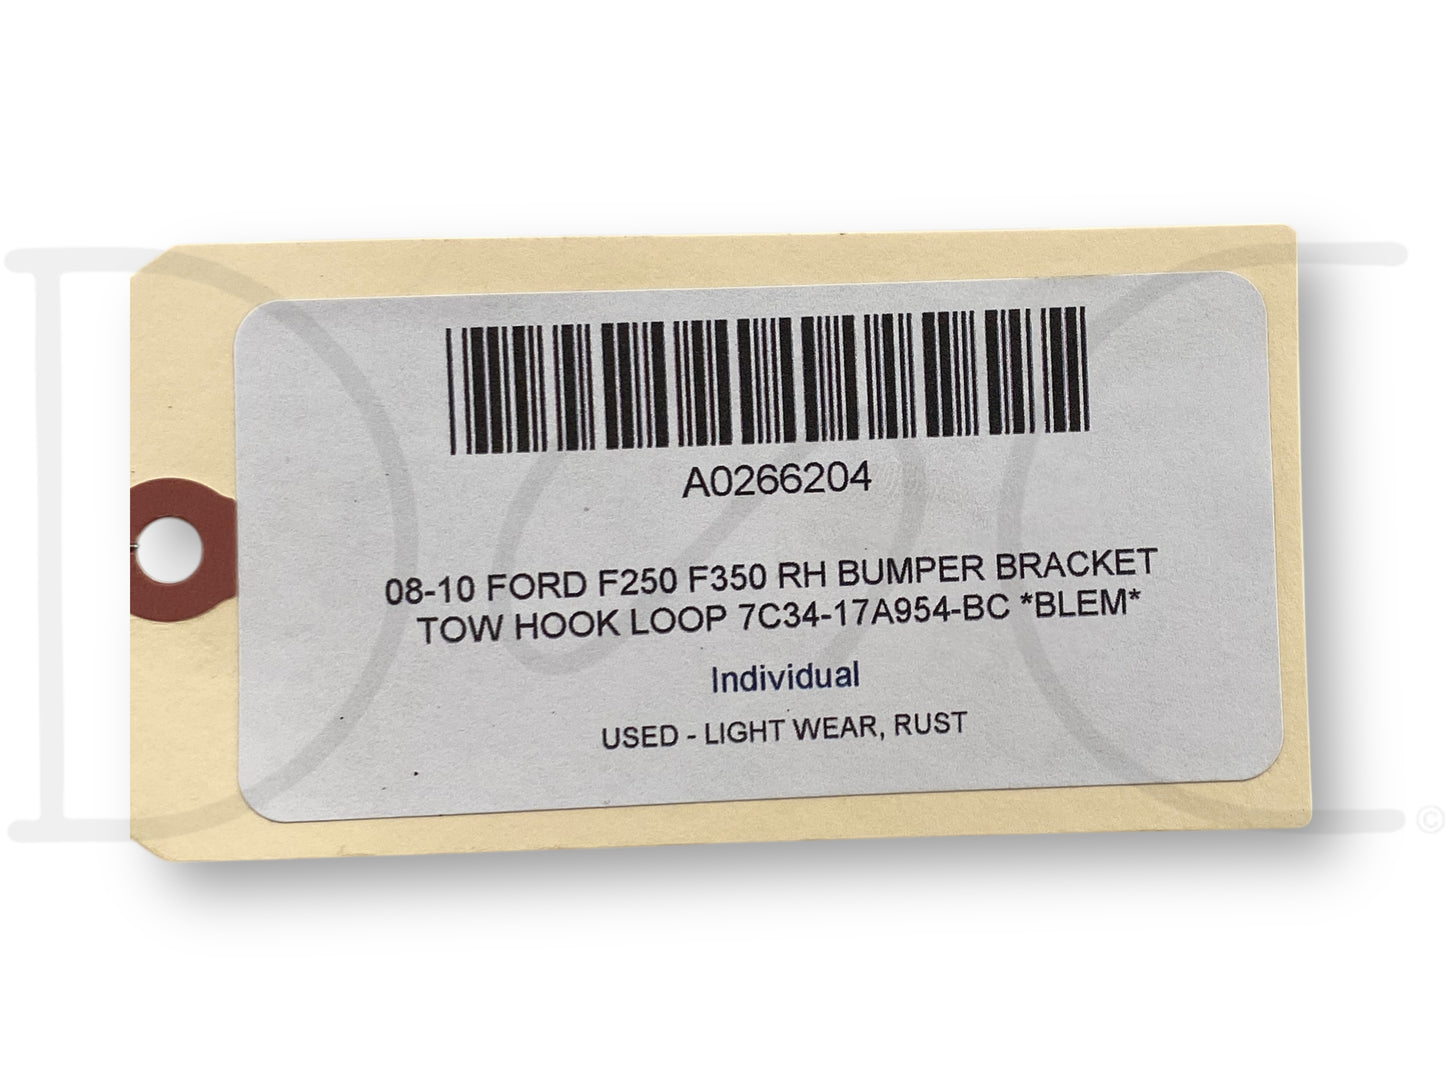 A0266204
08-10 FORD F250 F350 RH BUMPER BRACKET
TOW HOOK LOOP 7C34-17A954-BC *BLEM*
Individual
USED - LIGHT WEAR, RUST
©